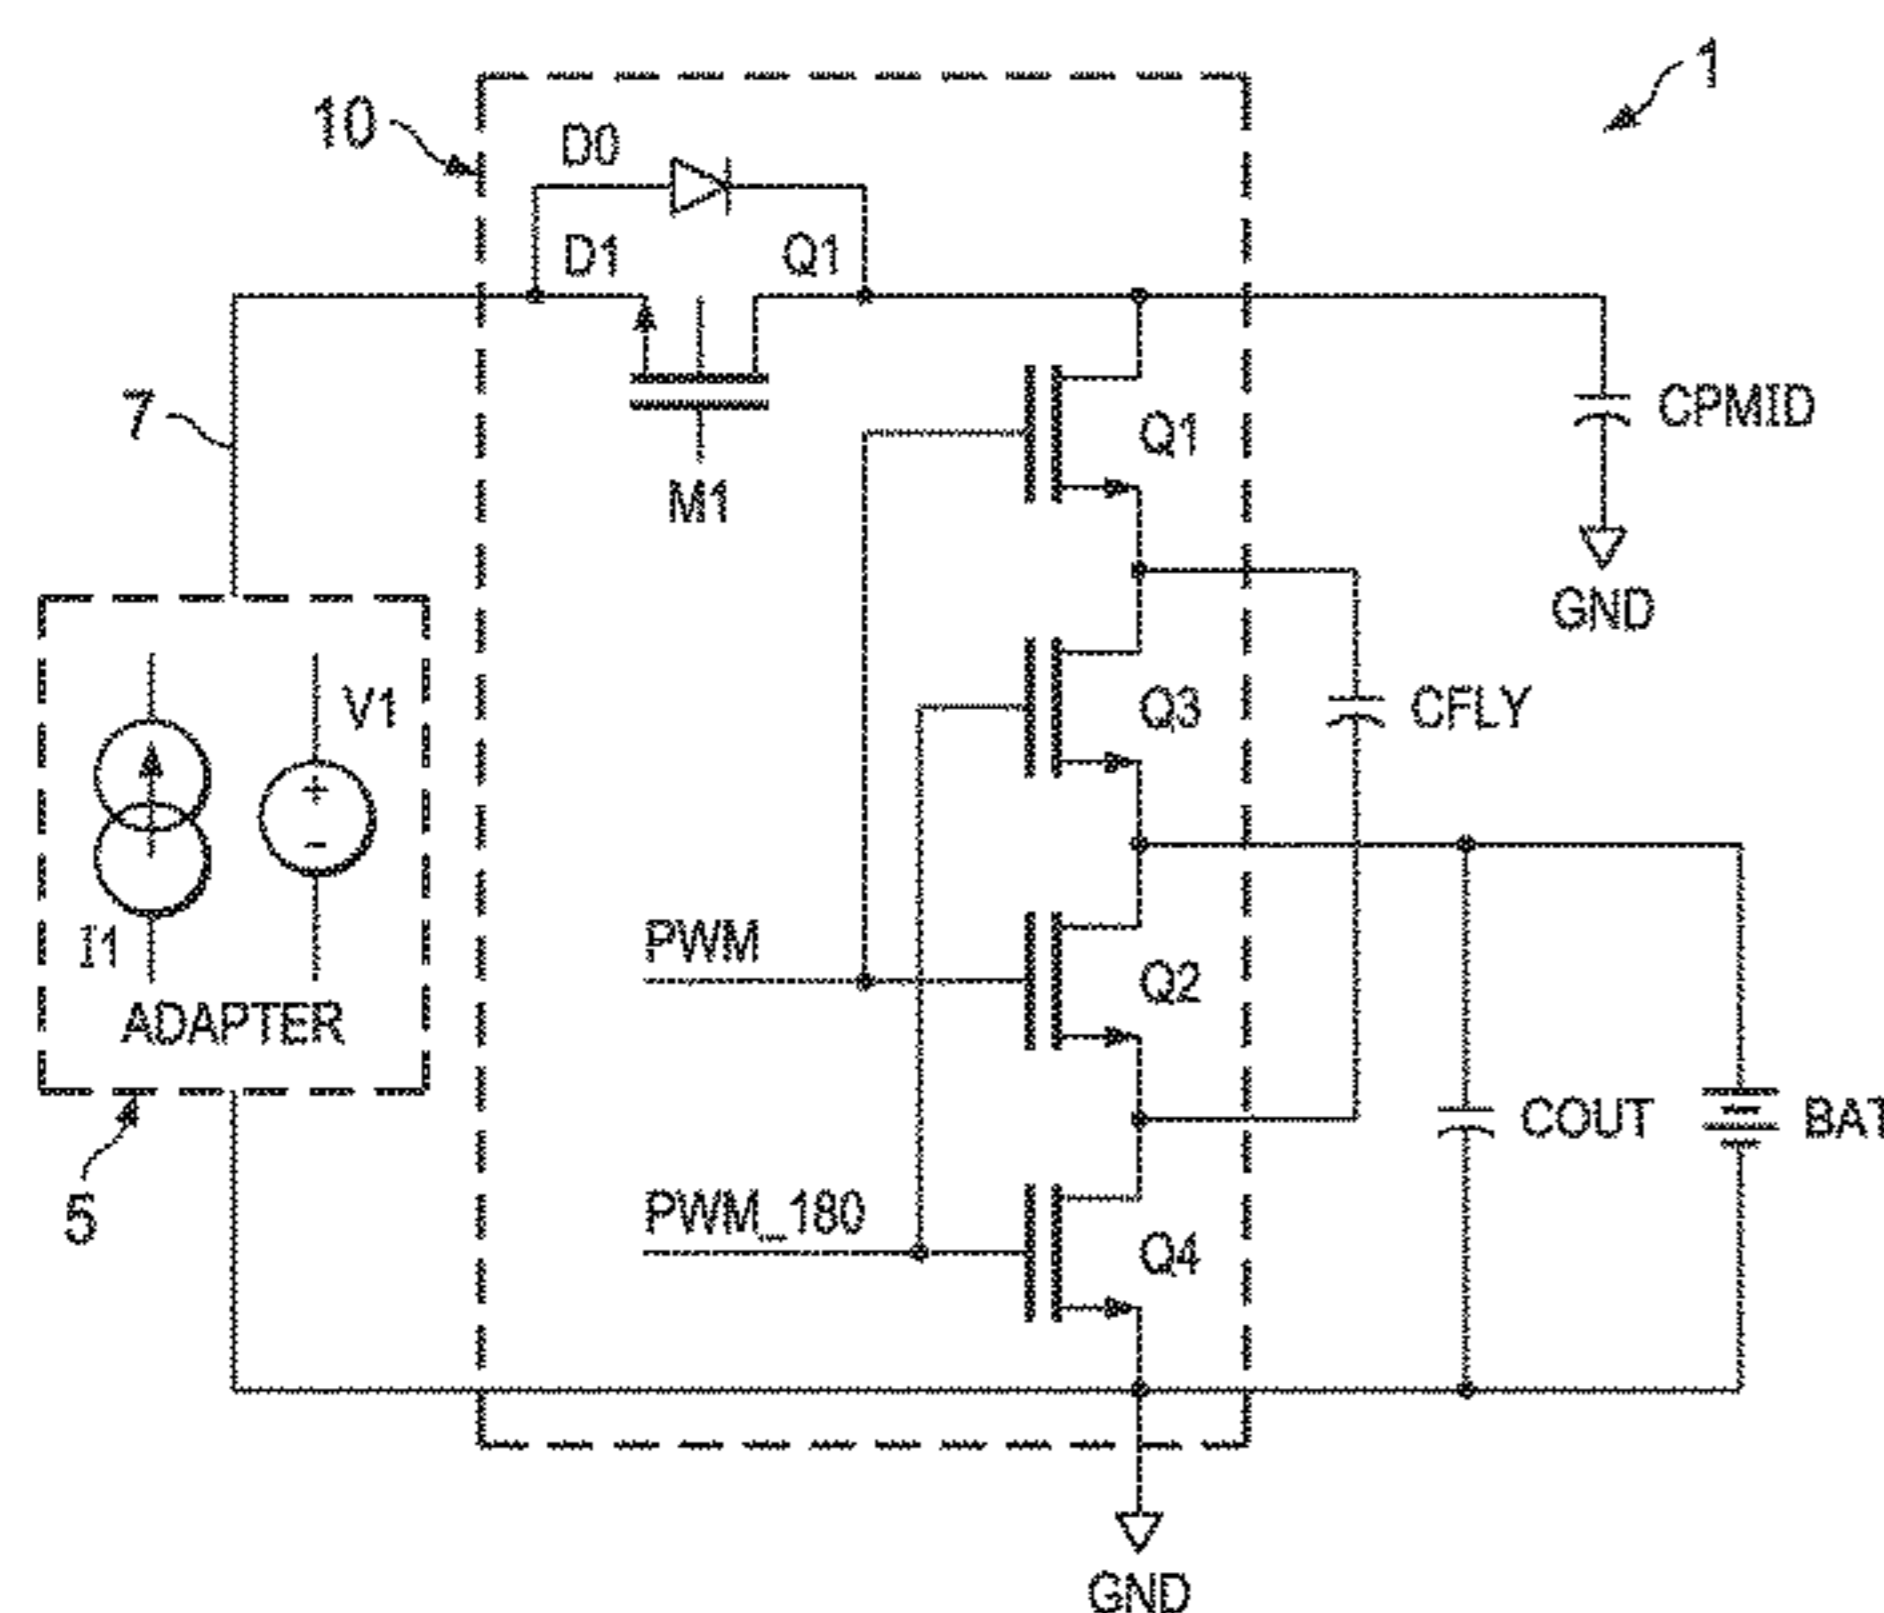 1
10
D0
D1
Q1
7
M1
Q1
CPMID
GND
V1
Q3
CFLY
I1
ADAPTER
PWM
Q2
5
COUT
BAT
PWM_180
Q4
GND